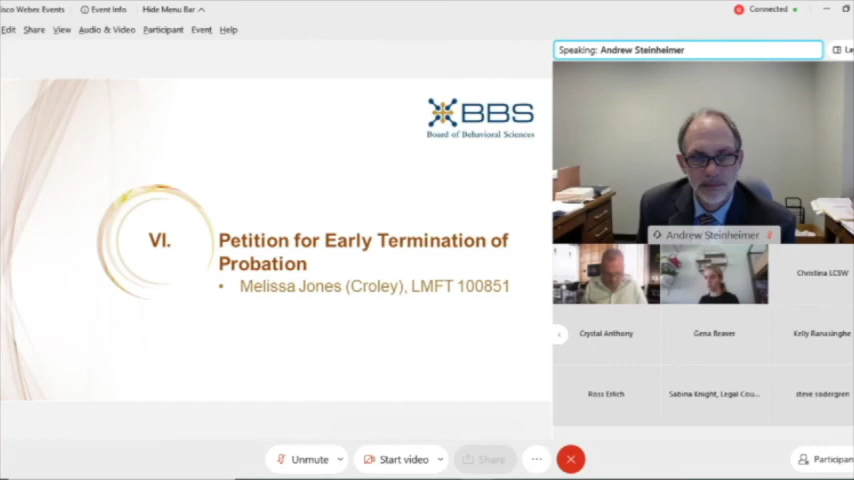 isco Webex Events
Event Info
Hide Menu Bar
Connected
Edit Share View Audio & Video Participant Event Help
Speaking: Andrew Steinheimer
La
BBS
Board of Behavioral Sciences
VI.
Petition for Early Termination of
Probation
• Melissa Jones (Croley), LMFT 100851
Andrew Steinheimer
Christina LCSW
Crystal Anthony
Gena Beaver
Kelly Ranasinghe
Ross Erlich
Sabina Knight, Legal Cou...
steve sodergren
Unmute
Start video
Share
Participan